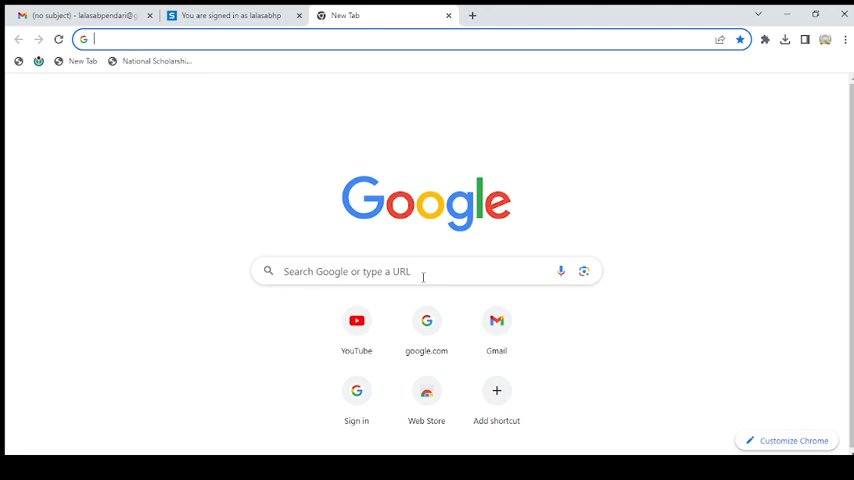 (no subject) - lalasabpendari@g
You are signed in as lalasabhp
New Tab
New Tab
National Scholarshi...
Google
Search Google or type a URL
YouTube
google.com
Gmail
Sign in
Web Store
Add shortcut
Customize Chrome